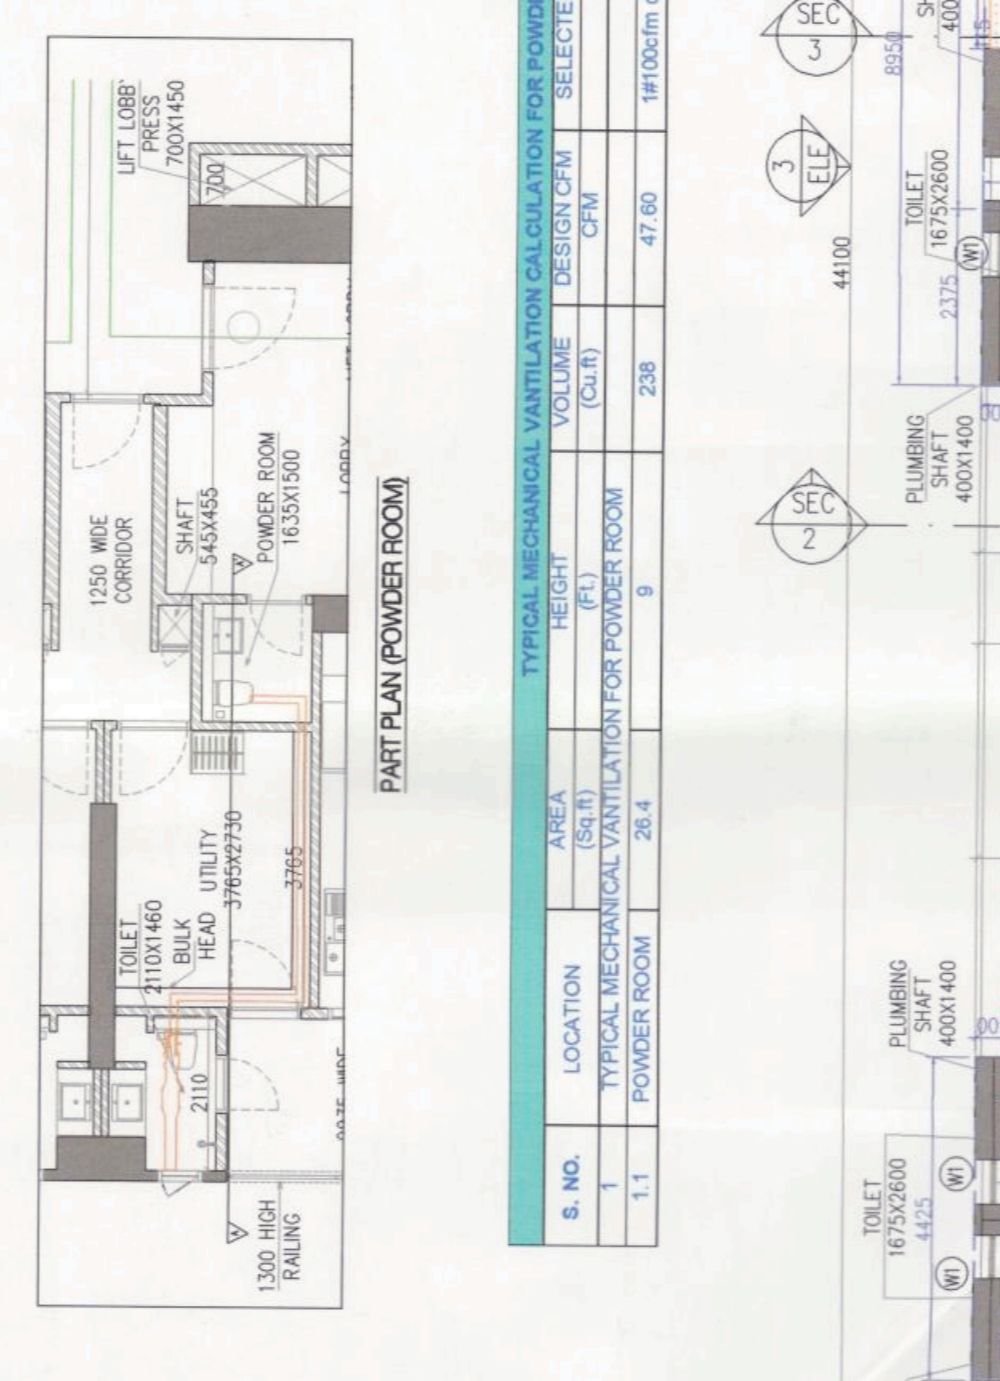 LIFT LOBBY
PRESS
700X1450
700
1250 WIDE
CORRIDOR
SHAFT
545X455
POWDER ROOM
1635X1500
LOBBY
UTILITY
3765X2730
3765
TOILET
2110X1460
BULK
HEAD
2110
1300 HIGH
RAILING
PART PLAN (POWDER ROOM)
TYPICAL MECHANICAL VANTILATION CALCULATION FOR POWD
S. NO. LOCATION AREA HEIGHT VOLUME DESIGN CFM SELECTE
(Sq.ft) (Ft.) (Cu.ft) CFM
1 TYPICAL MECHANICAL VANTILATION FOR POWDER ROOM
1.1 POWDER ROOM 26.4 9 238 47.60 1#100cfm
SEC
3
3
ELE
44100
8950
TOILET
1675X2600
W1
2375
PLUMBING
SHAFT
400X1400
SEC
2
PLUMBING
SHAFT
400X1400
TOILET
1675X2600
4425
W1
W1